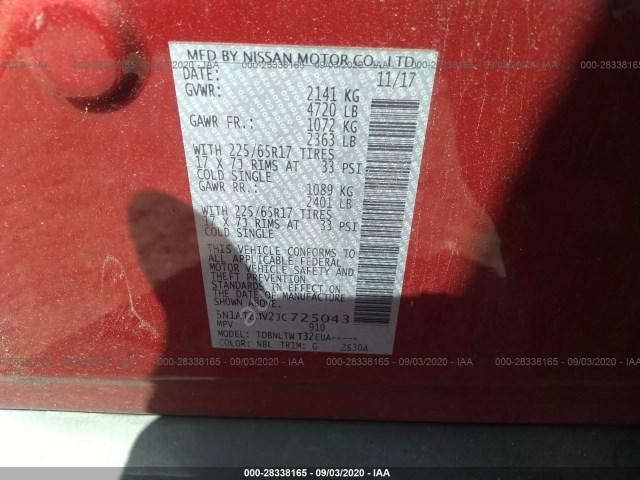 MFD BY NISSAN MOTOR CO., LTD.
DATE: 11/17
GVWR: 2141 KG
4720 LB
GAWR FR.: 1072 KG
2363 LB
WITH 225/65R17 TIRES
17 X 7J RIMS AT 33 PSI
COLD SINGLE
GAWR RR.: 1089 KG
2401 LB
WITH 225/65R17 TIRES
17 X 7J RIMS AT 33 PSI
COLD SINGLE
THIS VEHICLE CONFORMS TO
ALL APPLICABLE FEDERAL
MOTOR VEHICLE SAFETY AND
THEFT PREVENTION
STANDARDS IN EFFECT ON
THE DATE OF MANUFACTURE
SHOWN ABOVE.
725043
MPV 910
MODEL: TDBNLTW T32EUA-----
COLOR: NBL TRIM: G 2S30A
000-28338165 - 09/03/2020 - IAA